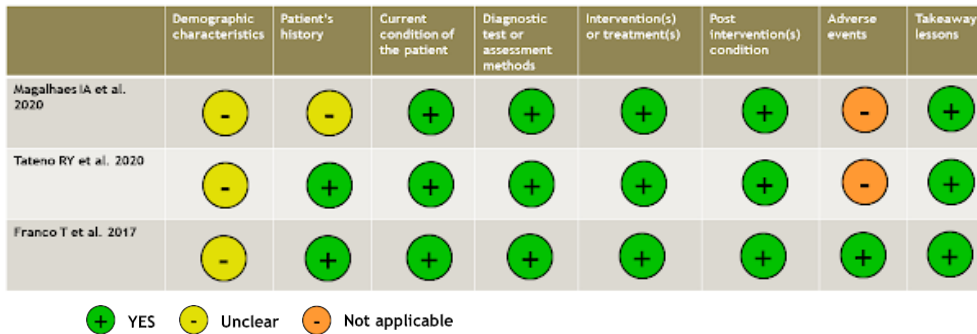 Demographic characteristics
Patient's history
Current condition of the patient
Diagnostic test or assessment methods
Intervention(s) or treatment(s)
Post intervention(s) condition
Adverse events
Takeaway lessons
Magalhaes IA et al. 2020
- - + + + + - +
Tateno RY et al. 2020
- + + + + + - +
Franco T et al. 2017
- + + + + + + +
+ YES - Unclear - Not applicable